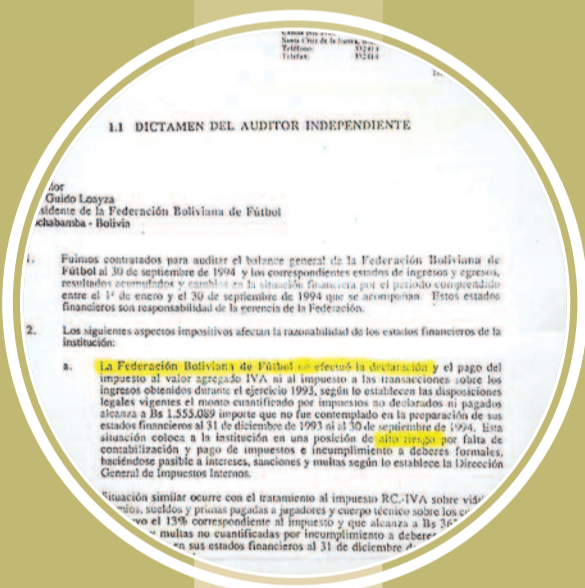 Santa Cruz de la Sierra,
Teléfono: 352414
Telefax: 352414
1.1 DICTAMEN DEL AUDITOR INDEPENDIENTE
Guido Loayza
sidente de la Federación Boliviana de Fútbol
chabamba - Bolivia
1. Fuimos contratados para auditar el balance general de la Federación Boliviana de
Fútbol al 30 de septiembre de 1994 y los correspondientes estados de ingresos y egresos,
resultados acumulados y cambios en la situación financiera por el periodo comprendido
entre el 1º de enero y el 30 de septiembre de 1994 que se acompañan. Estos estados
financieros son responsabilidad de la gerencia de la Federación.
2. Los siguientes aspectos impositivos afectan la razonabilidad de los estados financieros de la
institución:
a. La Federación Boliviana de Fútbol no efectuó la declaración y el pago del
impuesto al valor agregado IVA ni al impuesto a las transacciones sobre los
ingresos obtenidos durante el ejercicio 1993, según lo establecen las disposiciones
legales vigentes el monto cuantificado por impuestos no declarados ni pagados
alcanza a Bs 1.555.089 importe que no fue contemplado en la preparación de sus
estados financieros al 31 de diciembre de 1993 ni al 30 de septiembre de 1994. Esta
situación coloca a la institución en una posición de alto riesgo por falta de
contabilización y pago de impuestos e incumplimiento a deberes formales,
haciéndose pasible a intereses, sanciones y multas según lo establece la Dirección
General de Impuestos Internos.
Situación similar ocurre con el tratamiento al impuesto RC.-IVA sobre
sueldos y primas pagadas a jugadores y cuerpo técnico sobre los
el 13% correspondiente al impuesto y que alcanza a Bs
multas no cuantificadas por incumplimiento a
en sus estados financieros al 31 de diciembre